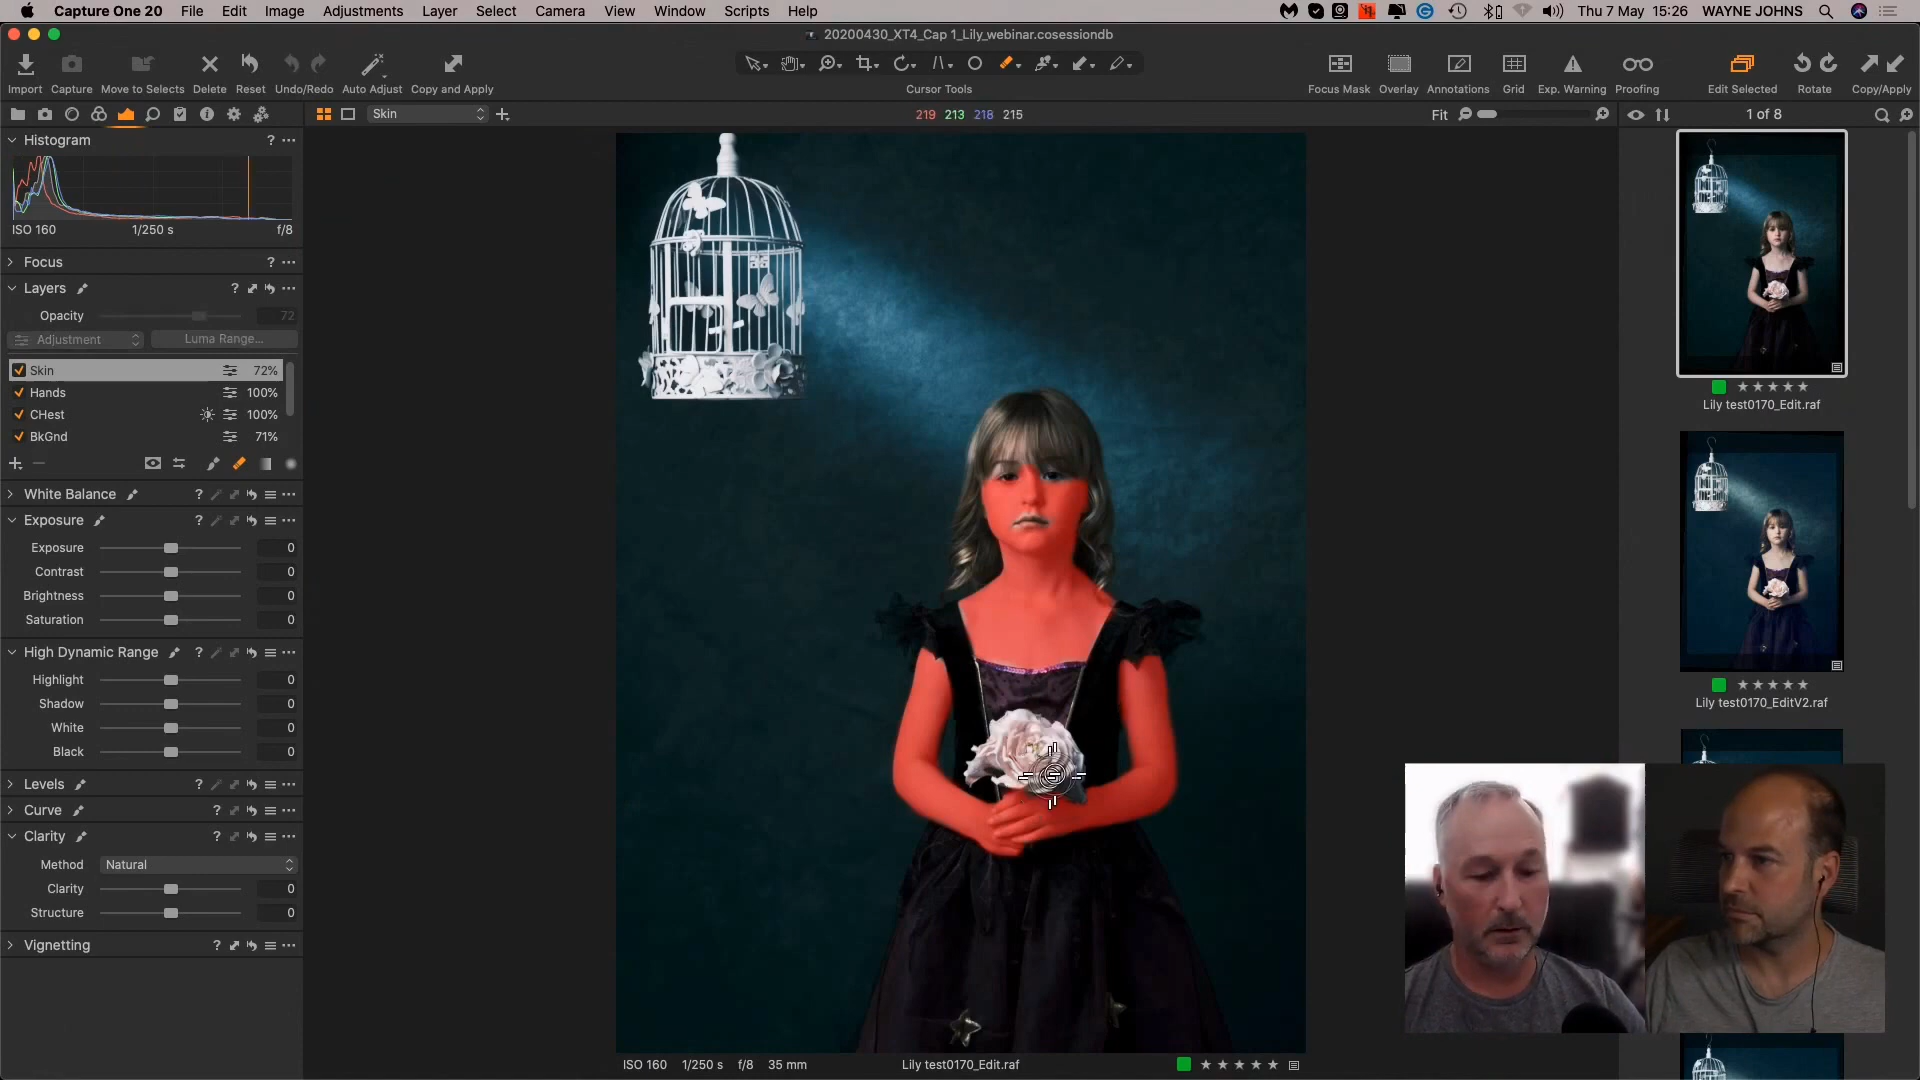 Capture One 20 File Edit Image Adjustments Layer Select Camera View Window Scripts Help Thu 7 May 15:26 WAYNE JOHNS
20200430_XT4_Cap 1_Lily_webinar.cosessiondb
Import Capture Move to Selects Delete Reset Undo/Redo Auto Adjust Copy and Apply Cursor Tools Focus Mask Overlay Annotations Grid Exp. Warning Proofing Edit Selected Rotate Copy/Apply
Skin 219 213 218 215 Fit 1 of 8
Histogram ?
ISO 160 1/250 s f/8
Focus ?
Layers ?
Opacity 72
Adjustment Luma Range...
Skin 72%
Hands 100%
CHest 100%
BkGnd 71%
White Balance ?
Exposure ?
Exposure 0
Contrast 0
Brightness 0
Saturation 0
High Dynamic Range ?
Highlight 0
Shadow 0
White 0
Black 0
Levels ?
Curve ?
Clarity ?
Method Natural
Clarity 0
Structure 0
Vignetting ?
ISO 160 1/250 s f/8 35 mm Lily test0170_Edit.raf
Lily test0170_Edit.raf
Lily test0170_EditV2.raf